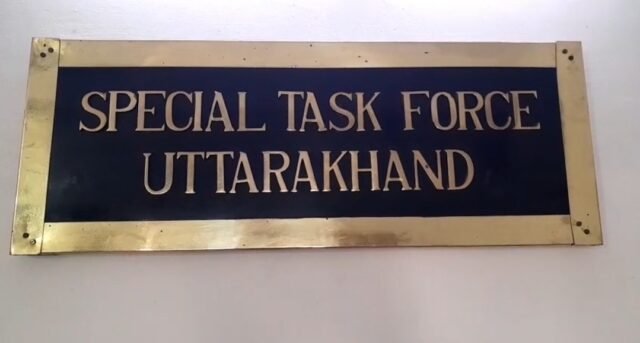 SPECIAL TASK FORCE
UTTARAKHAND